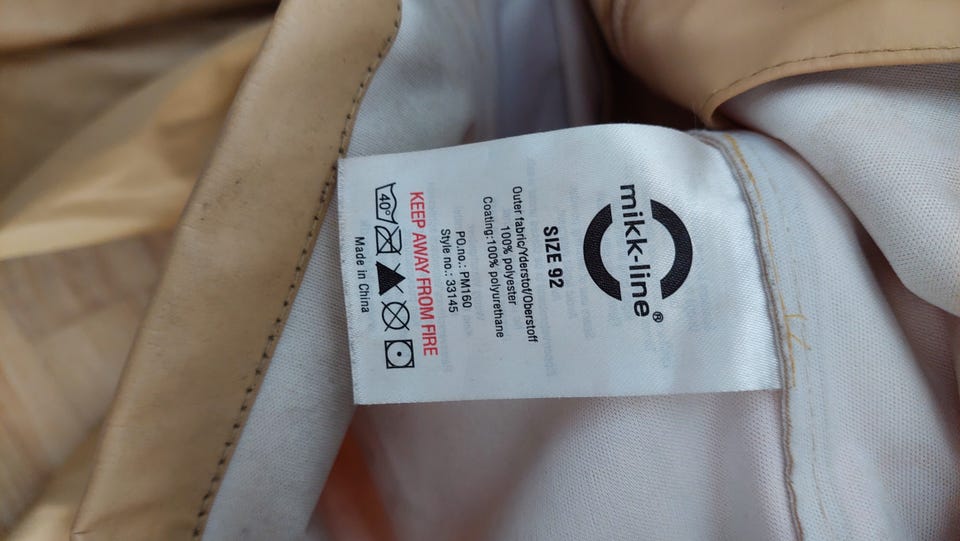 mikk-line®
SIZE 92
Outer fabric/Yderstof/Oberstoff
100% polyester
Coating:100% polyurethane
PO.no.: PM160
Style no.: 33145
KEEP AWAY FROM FIRE
40°
Made in China